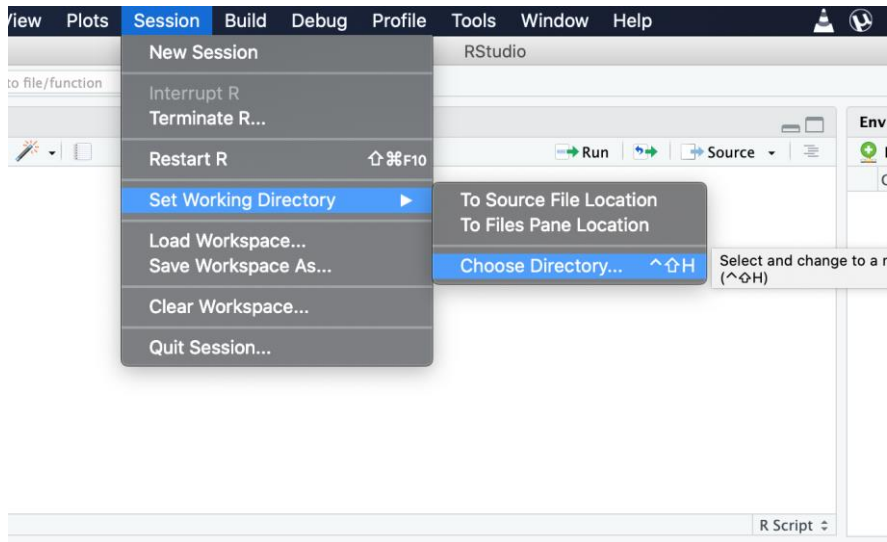 View Plots Session Build Debug Profile Tools Window Help
RStudio
to file/function
New Session
Interrupt R
Terminate R...
Restart R ⇧⌘F10
Set Working Directory ▶
Load Workspace...
Save Workspace As...
Clear Workspace...
Quit Session...
To Source File Location
To Files Pane Location
Choose Directory... ^⇧H
Select and change to a
(^⇧H)
Run Source
Env
R Script